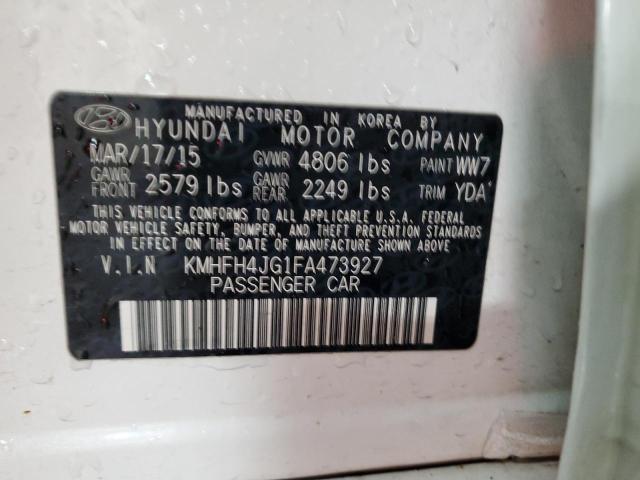 MANUFACTURED IN KOREA BY
HYUNDAI MOTOR COMPANY
MAR/17/15 GVWR 4806 lbs PAINT WW7
GAWR FRONT 2579 lbs GAWR REAR 2249 lbs TRIM YDA
THIS VEHICLE CONFORMS TO ALL APPLICABLE U.S.A. FEDERAL
MOTOR VEHICLE SAFETY, BUMPER, AND THEFT PREVENTION STANDARDS
IN EFFECT ON THE DATE OF MANUFACTURE SHOWN ABOVE.
V.I.N KMHFH4JG1FA473927
PASSENGER CAR